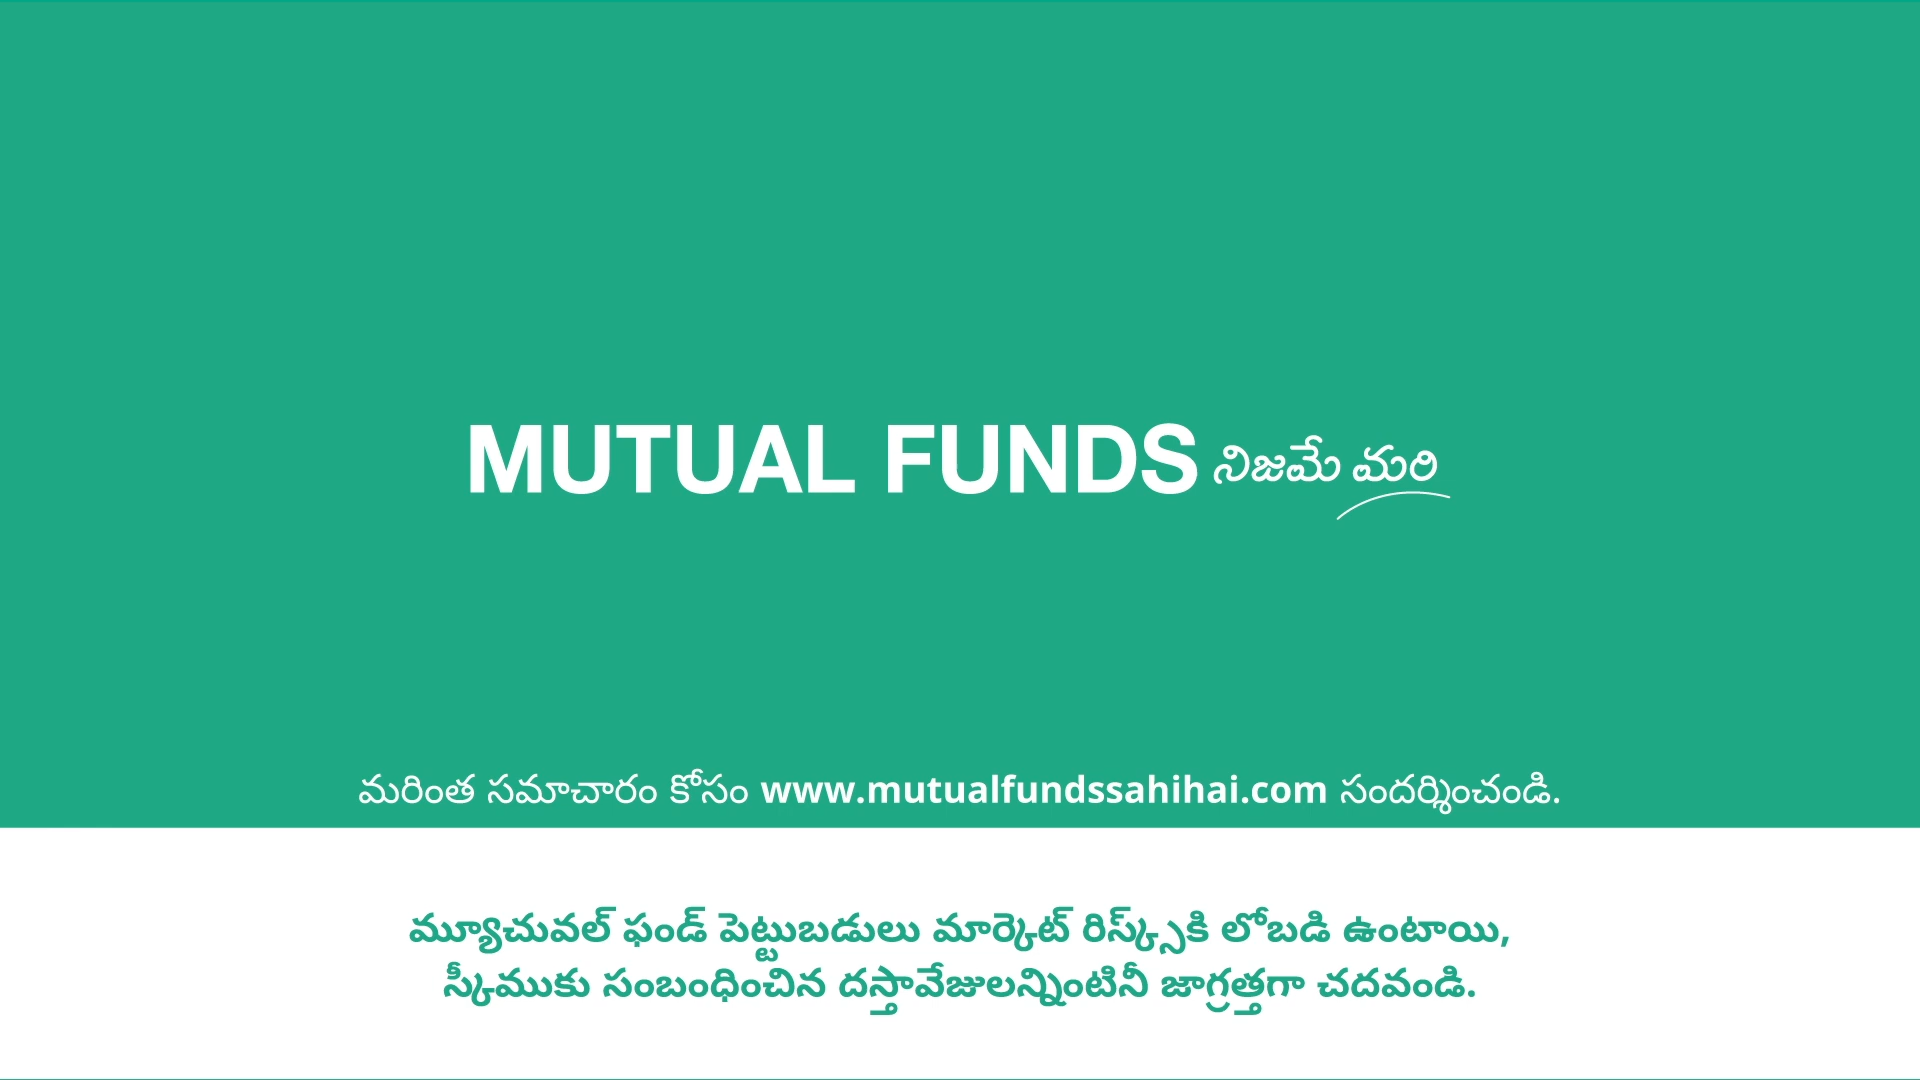 MUTUAL FUNDS నిజమే మరి
మరింత సమాచారం కోసం www.mutualfundssahihai.com సందర్శించండి.
మ్యూచువల్ ఫండ్ పెట్టుబడులు మార్కెట్ రిస్క్స్‌కి లోబడి ఉంటాయి,
స్కీముకు సంబంధించిన దస్తావేజులన్నింటినీ జాగ్రత్తగా చదవండి.